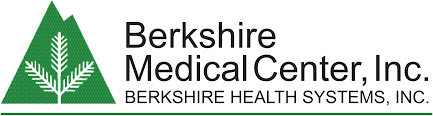 Berkshire
Medical Center, Inc.
BERKSHIRE HEALTH SYSTEMS, INC.